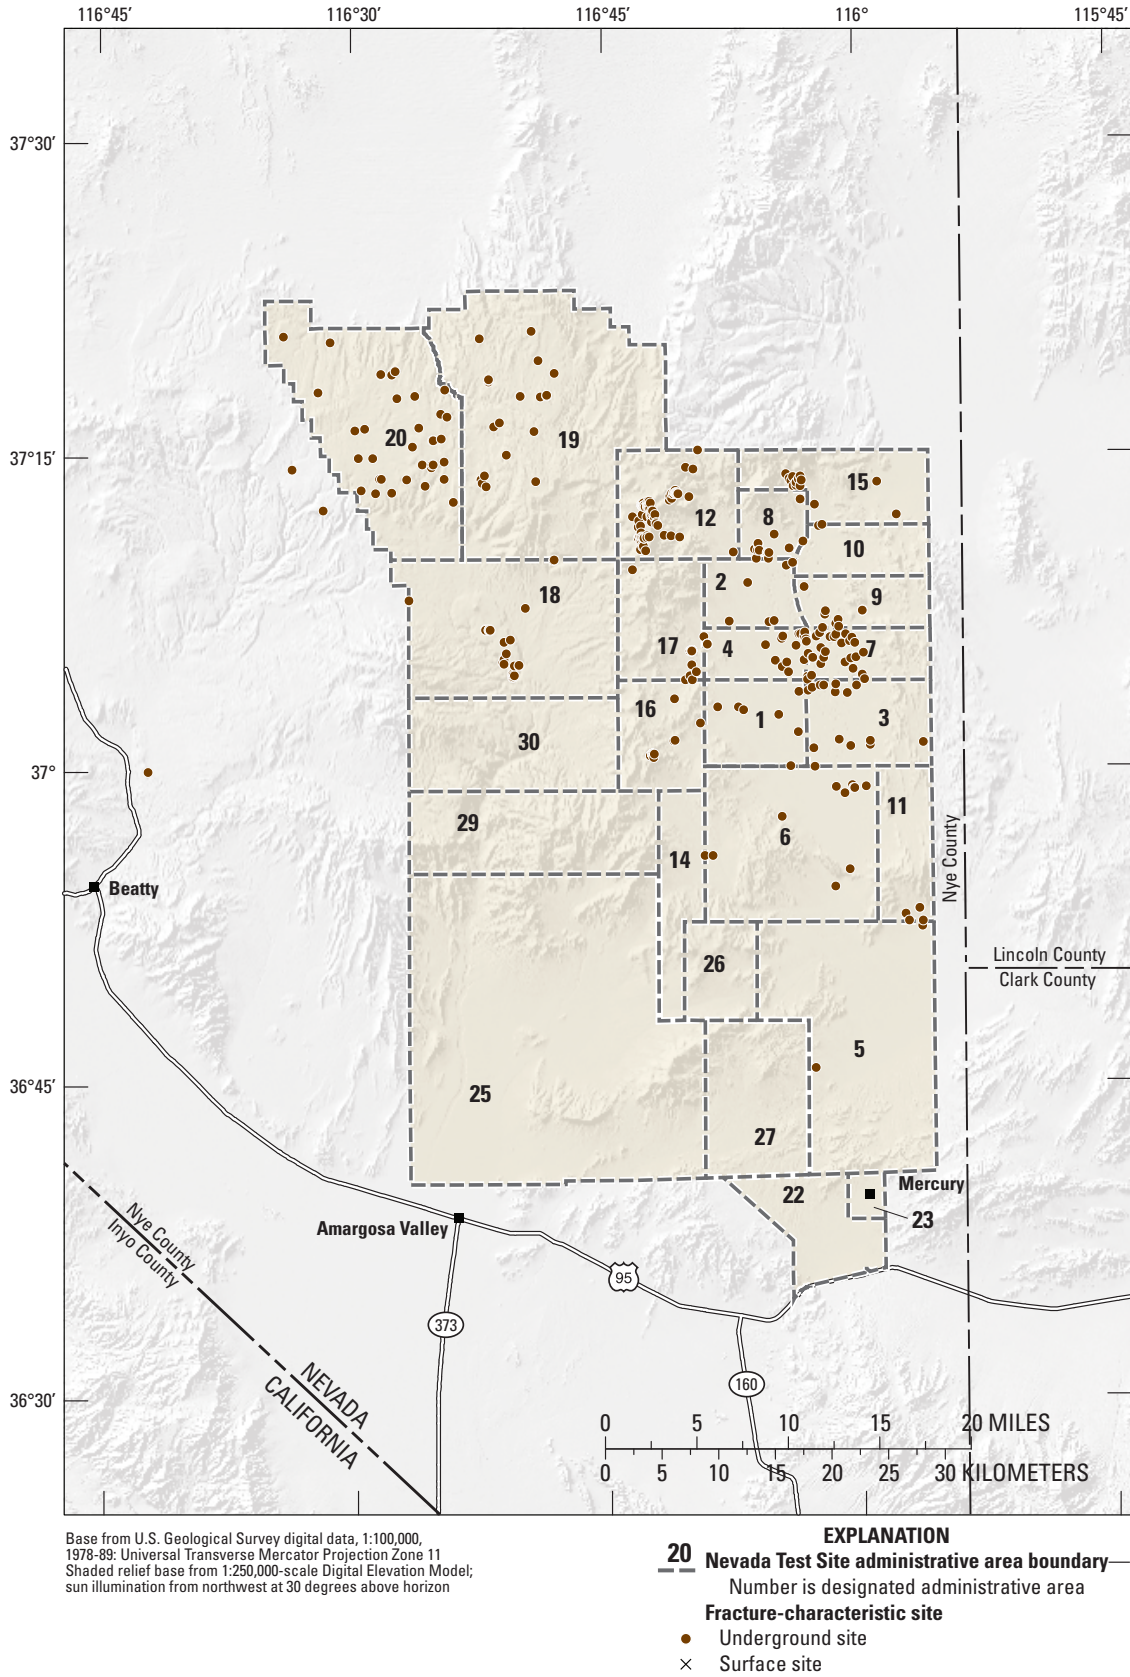 116°45′ 116°30′ 116°45′ 116° 115°45′
37°30′
20
19
37°15′
15
12
8
10
2
9
18
17
4
7
16
1
3
30
37°
11
29
6
14
Nye County
Beatty
Lincoln County
Clark County
26
5
36°45′
25
27
Mercury
22
23
Amargosa Valley
Nye County
Inyo County
95
373
160
NEVADA
CALIFORNIA
36°30′
0 5 10 15 20 MILES
0 5 10 15 20 25 30 KILOMETERS
Base from U.S. Geological Survey digital data, 1:100,000,
1978-89: Universal Transverse Mercator Projection Zone 11
Shaded relief base from 1:250,000-scale Digital Elevation Model;
sun illumination from northwest at 30 degrees above horizon
EXPLANATION
20 Nevada Test Site administrative area boundary—
Number is designated administrative area
Fracture-characteristic site
Underground site
Surface site